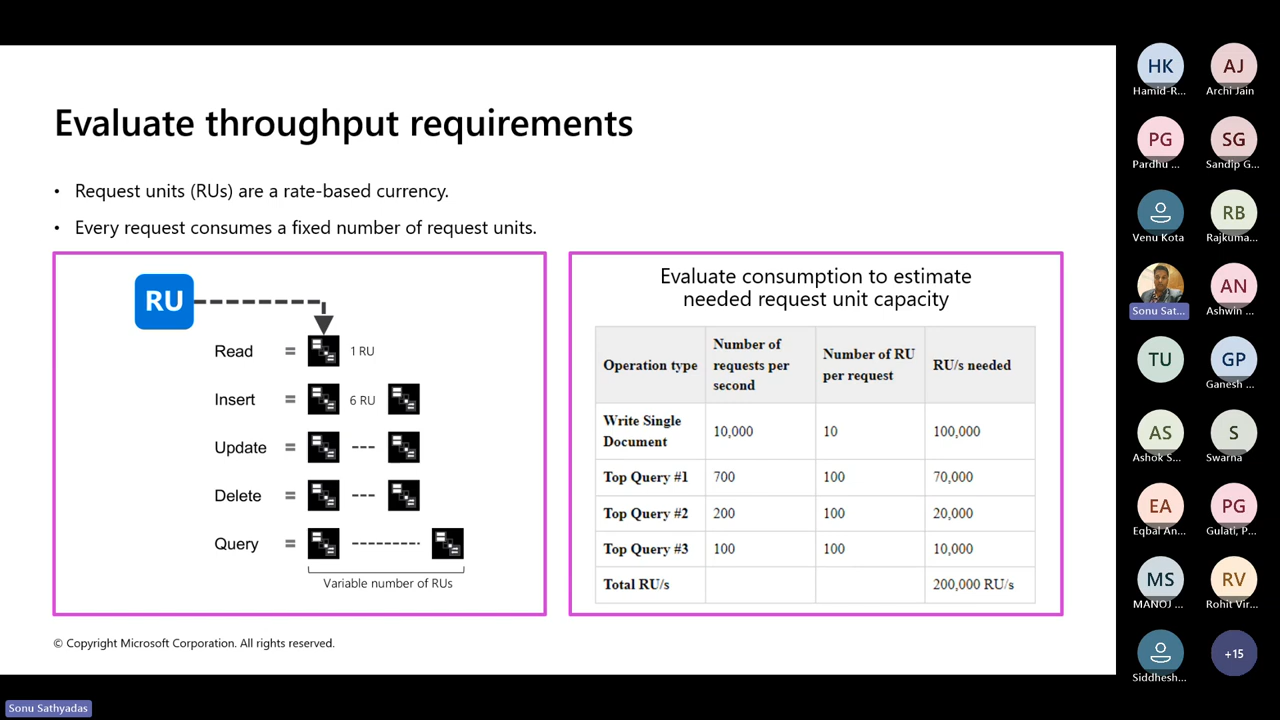 Evaluate throughput requirements
• Request units (RUs) are a rate-based currency.
• Every request consumes a fixed number of request units.
RU
Read = 1 RU
Insert = 6 RU
Update = ---
Delete = ---
Query = --------
Variable number of RUs
Evaluate consumption to estimate
needed request unit capacity
Operation type
Number of
requests per
second
Number of RU
per request
RU/s needed
Write Single
Document
10,000
10
100,000
Top Query #1
700
100
70,000
Top Query #2
200
100
20,000
Top Query #3
100
100
10,000
Total RU/s
200,000 RU/s
© Copyright Microsoft Corporation. All rights reserved.
HK
Hamid-R...
AJ
Archi Jain
PG
Pardhu ...
SG
Sandip G...
Venu Kota
RB
Rajkuma...
Sonu Sat...
AN
Ashwin ...
TU
GP
Ganesh ...
AS
Ashok S...
S
Swarna
EA
Eqbal An...
PG
Gulati, P...
MS
MANOJ ...
RV
Rohit Vir...
Siddhesh...
+15
Sonu Sathyadas